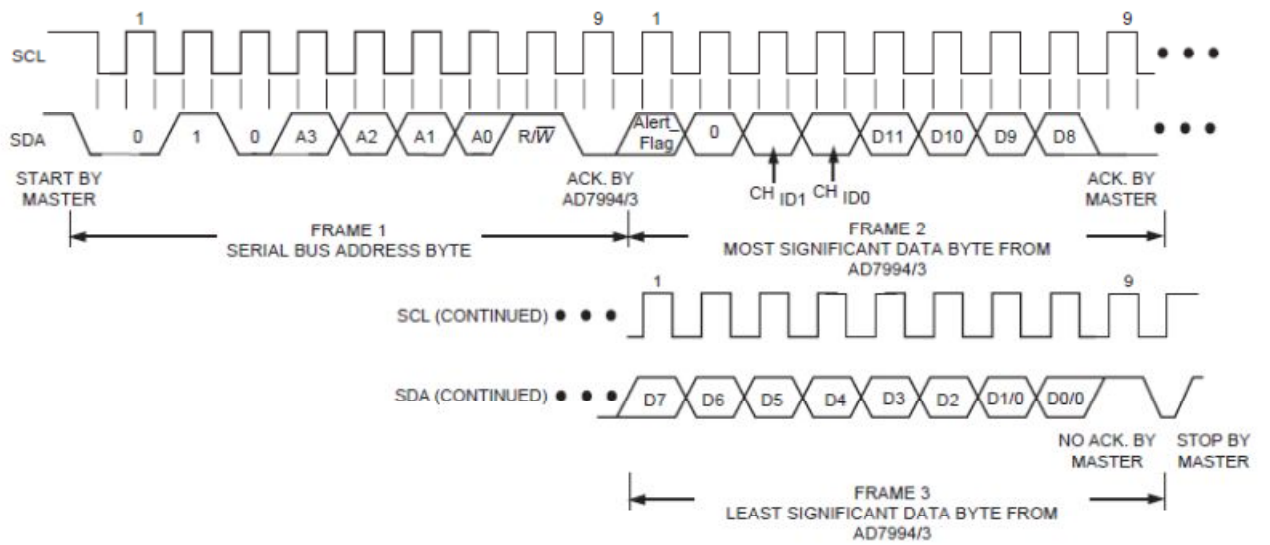 1 9 1 9
SCL
SDA 0 1 0 A3 A2 A1 A0 R/W̅ Alert_ Flag 0 D11 D10 D9 D8
START BY MASTER
ACK. BY AD7994/3
CH ID1 CH ID0
ACK. BY MASTER
FRAME 1
SERIAL BUS ADDRESS BYTE
FRAME 2
MOST SIGNIFICANT DATA BYTE FROM
AD7994/3
1 9
SCL (CONTINUED)
SDA (CONTINUED) D7 D6 D5 D4 D3 D2 D1/0 D0/0
NO ACK. BY MASTER
STOP BY MASTER
FRAME 3
LEAST SIGNIFICANT DATA BYTE FROM
AD7994/3